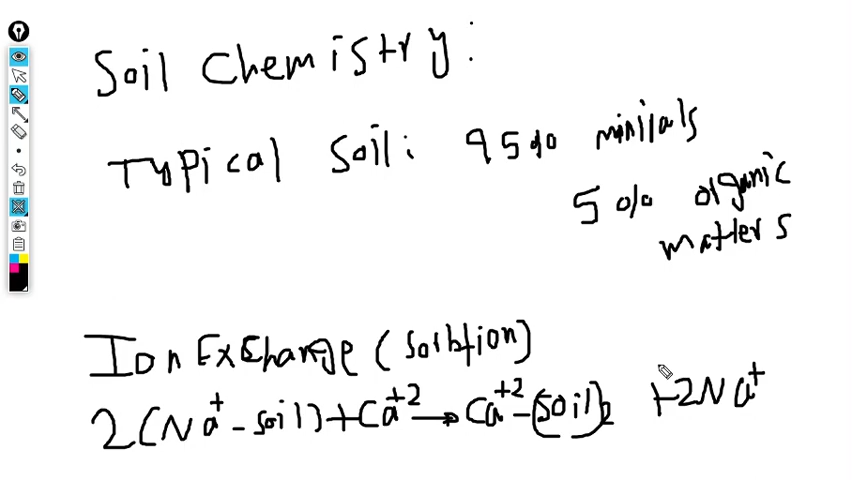 Soil Chemistry:
Typical Soil: 95% minirals
5% organic
matters
Ion Exchange (sorbtion)
2(Na⁺ - soil) + Ca⁺² → Ca⁺² - (soil)₂ + 2Na⁺